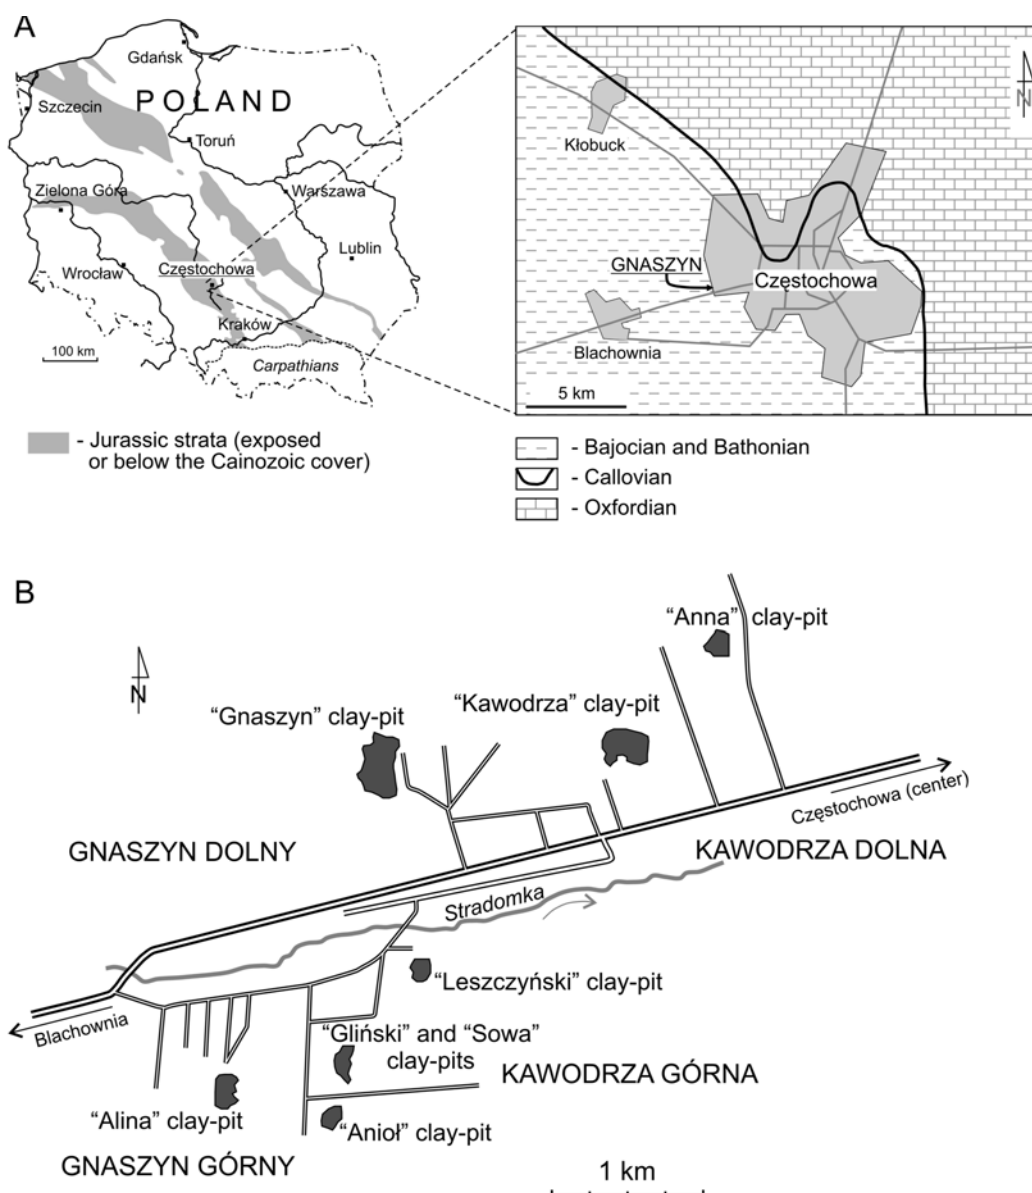 A
Gdańsk
POLAND
Szczecin
Toruń
Zielona Góra
Warszawa
Lublin
Wrocław
Częstochowa
Kraków
100 km
Carpathians
- Jurassic strata (exposed
or below the Cainozoic cover)
N
Kłobuck
GNASZYN
Częstochowa
Blachownia
5 km
- Bajocian and Bathonian
- Callovian
- Oxfordian
B
N
“Anna” clay-pit
“Gnaszyn” clay-pit
“Kawodrza” clay-pit
Częstochowa (center)
GNASZYN DOLNY
KAWODRZA DOLNA
Stradomka
“Leszczyński” clay-pit
Blachownia
“Gliński” and “Sowa”
clay-pits
KAWODRZA GÓRNA
“Alina” clay-pit
“Anioł” clay-pit
GNASZYN GÓRNY
1 km